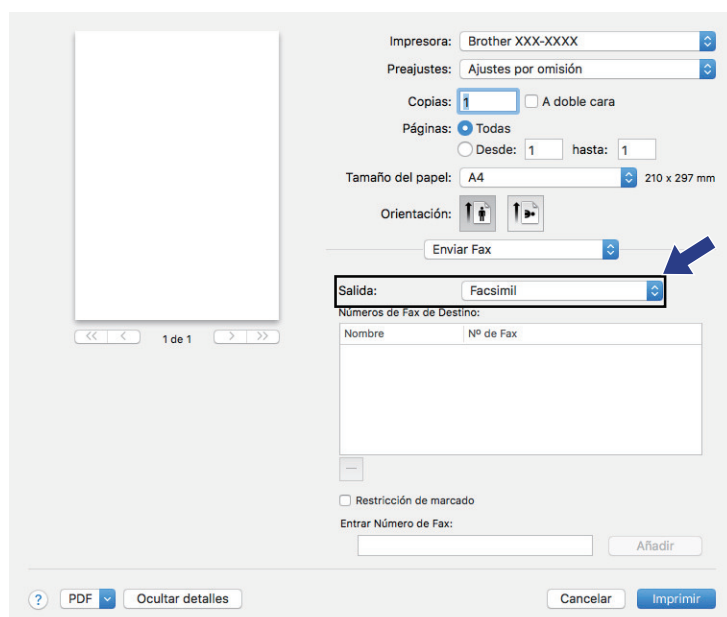 Impresora: Brother XXX-XXXX
Preajustes: Ajustes por omisión
Copias: 1 A doble cara
Páginas: Todas
Desde: 1 hasta: 1
Tamaño del papel: A4 210 x 297 mm
Orientación:
Enviar Fax
Salida: Facsimil
Números de Fax de Destino:
Nombre Nº de Fax
<< < 1 de 1 > >>
Restricción de marcado
Entrar Número de Fax:
Añadir
? PDF Ocultar detalles Cancelar Imprimir